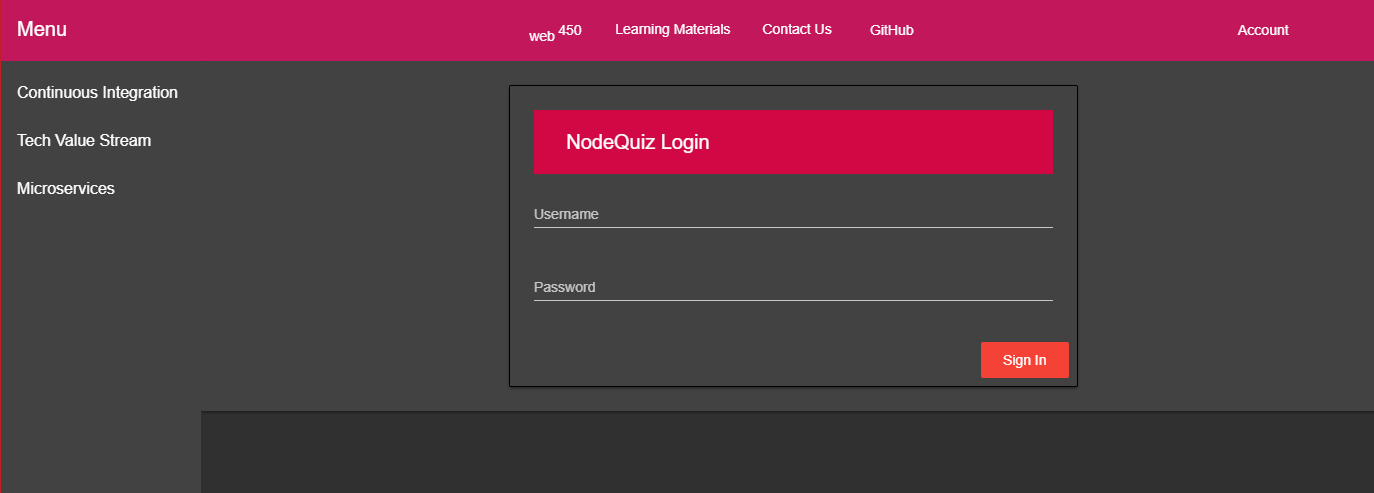 Menu
web 450
Learning Materials
Contact Us
GitHub
Account
Continuous Integration
Tech Value Stream
Microservices
NodeQuiz Login
Username
Password
Sign In